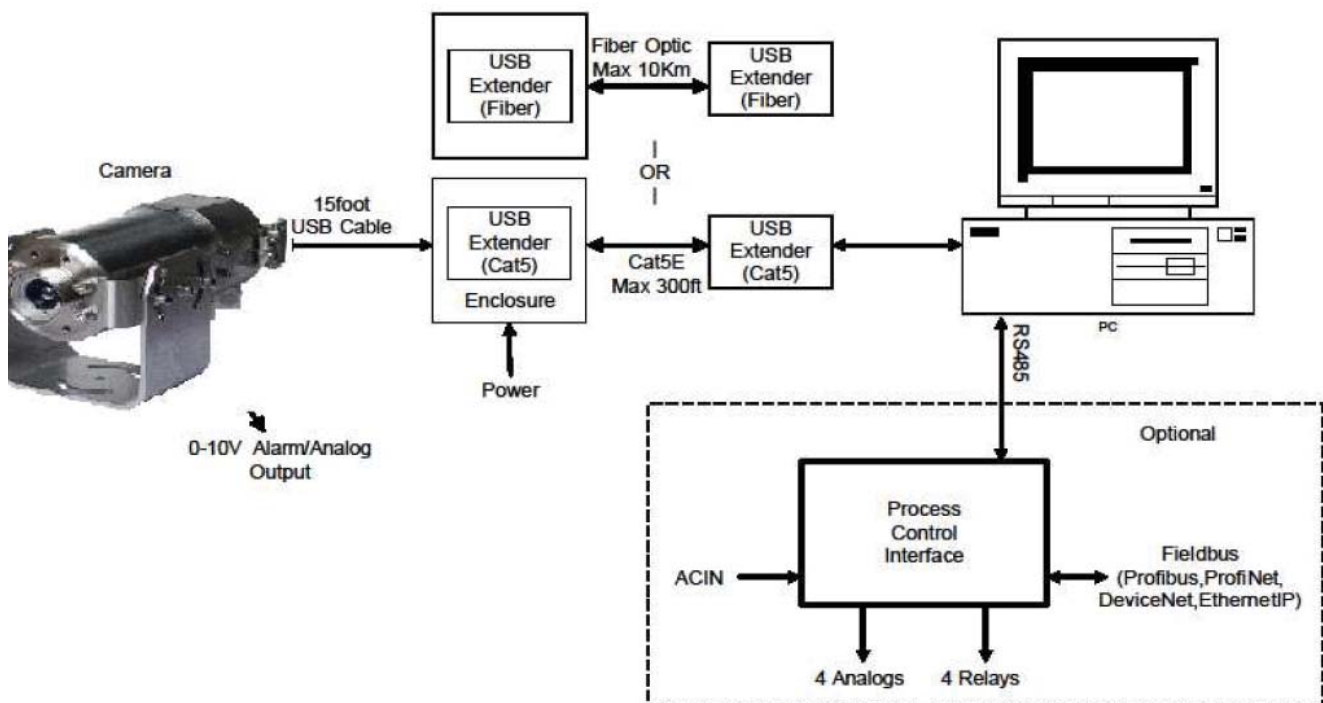 USB
Extender
(Fiber)
Fiber Optic
Max 10Km
USB
Extender
(Fiber)
OR
Camera
15foot
USB Cable
USB
Extender
(Cat5)
Enclosure
Cat5E
Max 300ft
USB
Extender
(Cat5)
PC
Power
RS485
0-10V Alarm/Analog
Output
Optional
Process
Control
Interface
ACIN
Fieldbus
(Profibus,ProfiNet,
DeviceNet,EthernetIP)
4 Analogs
4 Relays